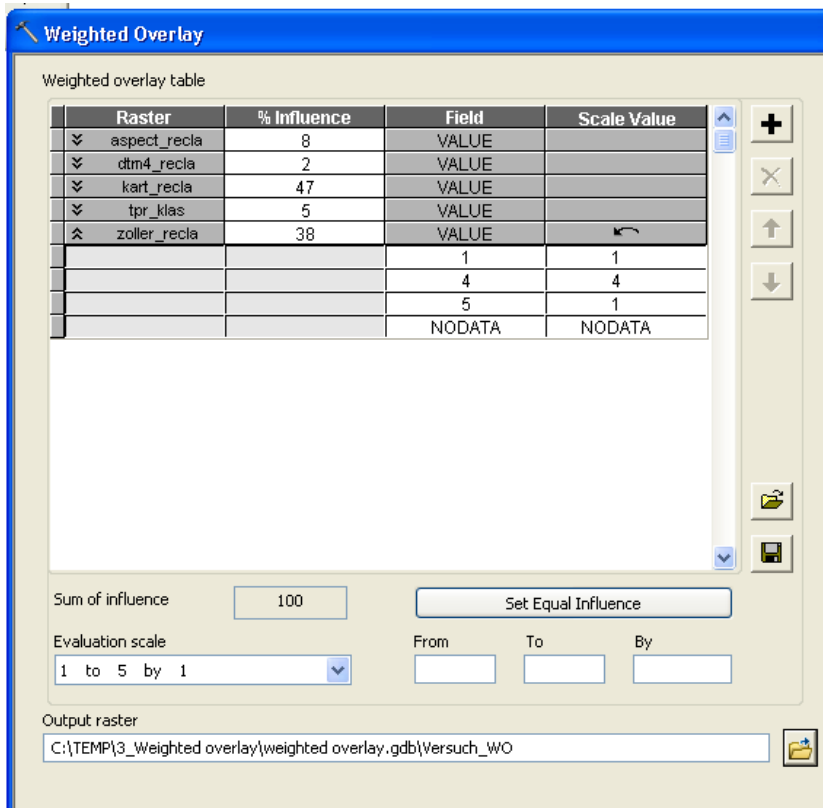 Weighted Overlay
Weighted overlay table
Raster % Influence Field Scale Value
aspect_recla 8 VALUE
dtm4_recla 2 VALUE
kart_recla 47 VALUE
tpr_klas 5 VALUE
zoller_recla 38 VALUE
1 1
4 4
5 1
NODATA NODATA
Sum of influence 100 Set Equal Influence
Evaluation scale From To By
1 to 5 by 1
Output raster
C:\TEMP\3_Weighted overlay\weighted overlay.gdb\Versuch_WO